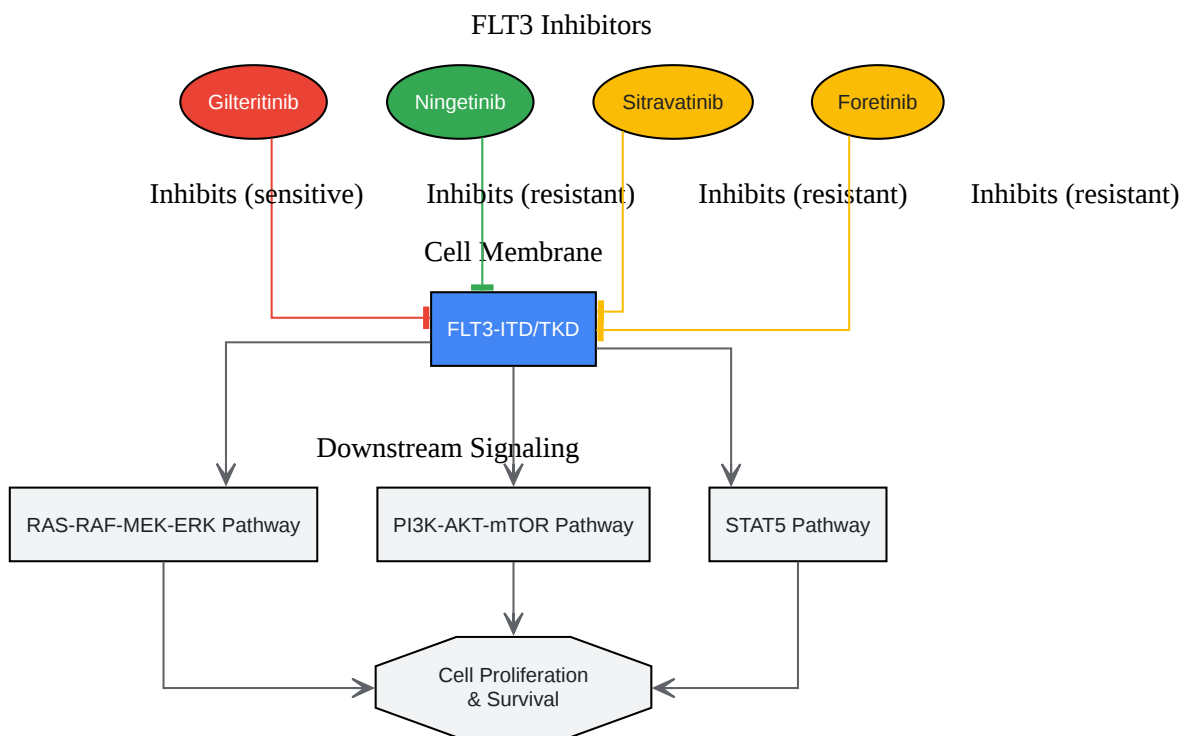 FLT3 Inhibitors
Gilteritinib
Ningetinib
Sitravatinib
Foretinib
Inhibits (sensitive)
Inhibits (resistant)
Inhibits (resistant)
Inhibits (resistant)
Cell Membrane
FLT3-ITD/TKD
Downstream Signaling
RAS-RAF-MEK-ERK Pathway
PI3K-AKT-mTOR Pathway
STAT5 Pathway
Cell Proliferation
& Survival